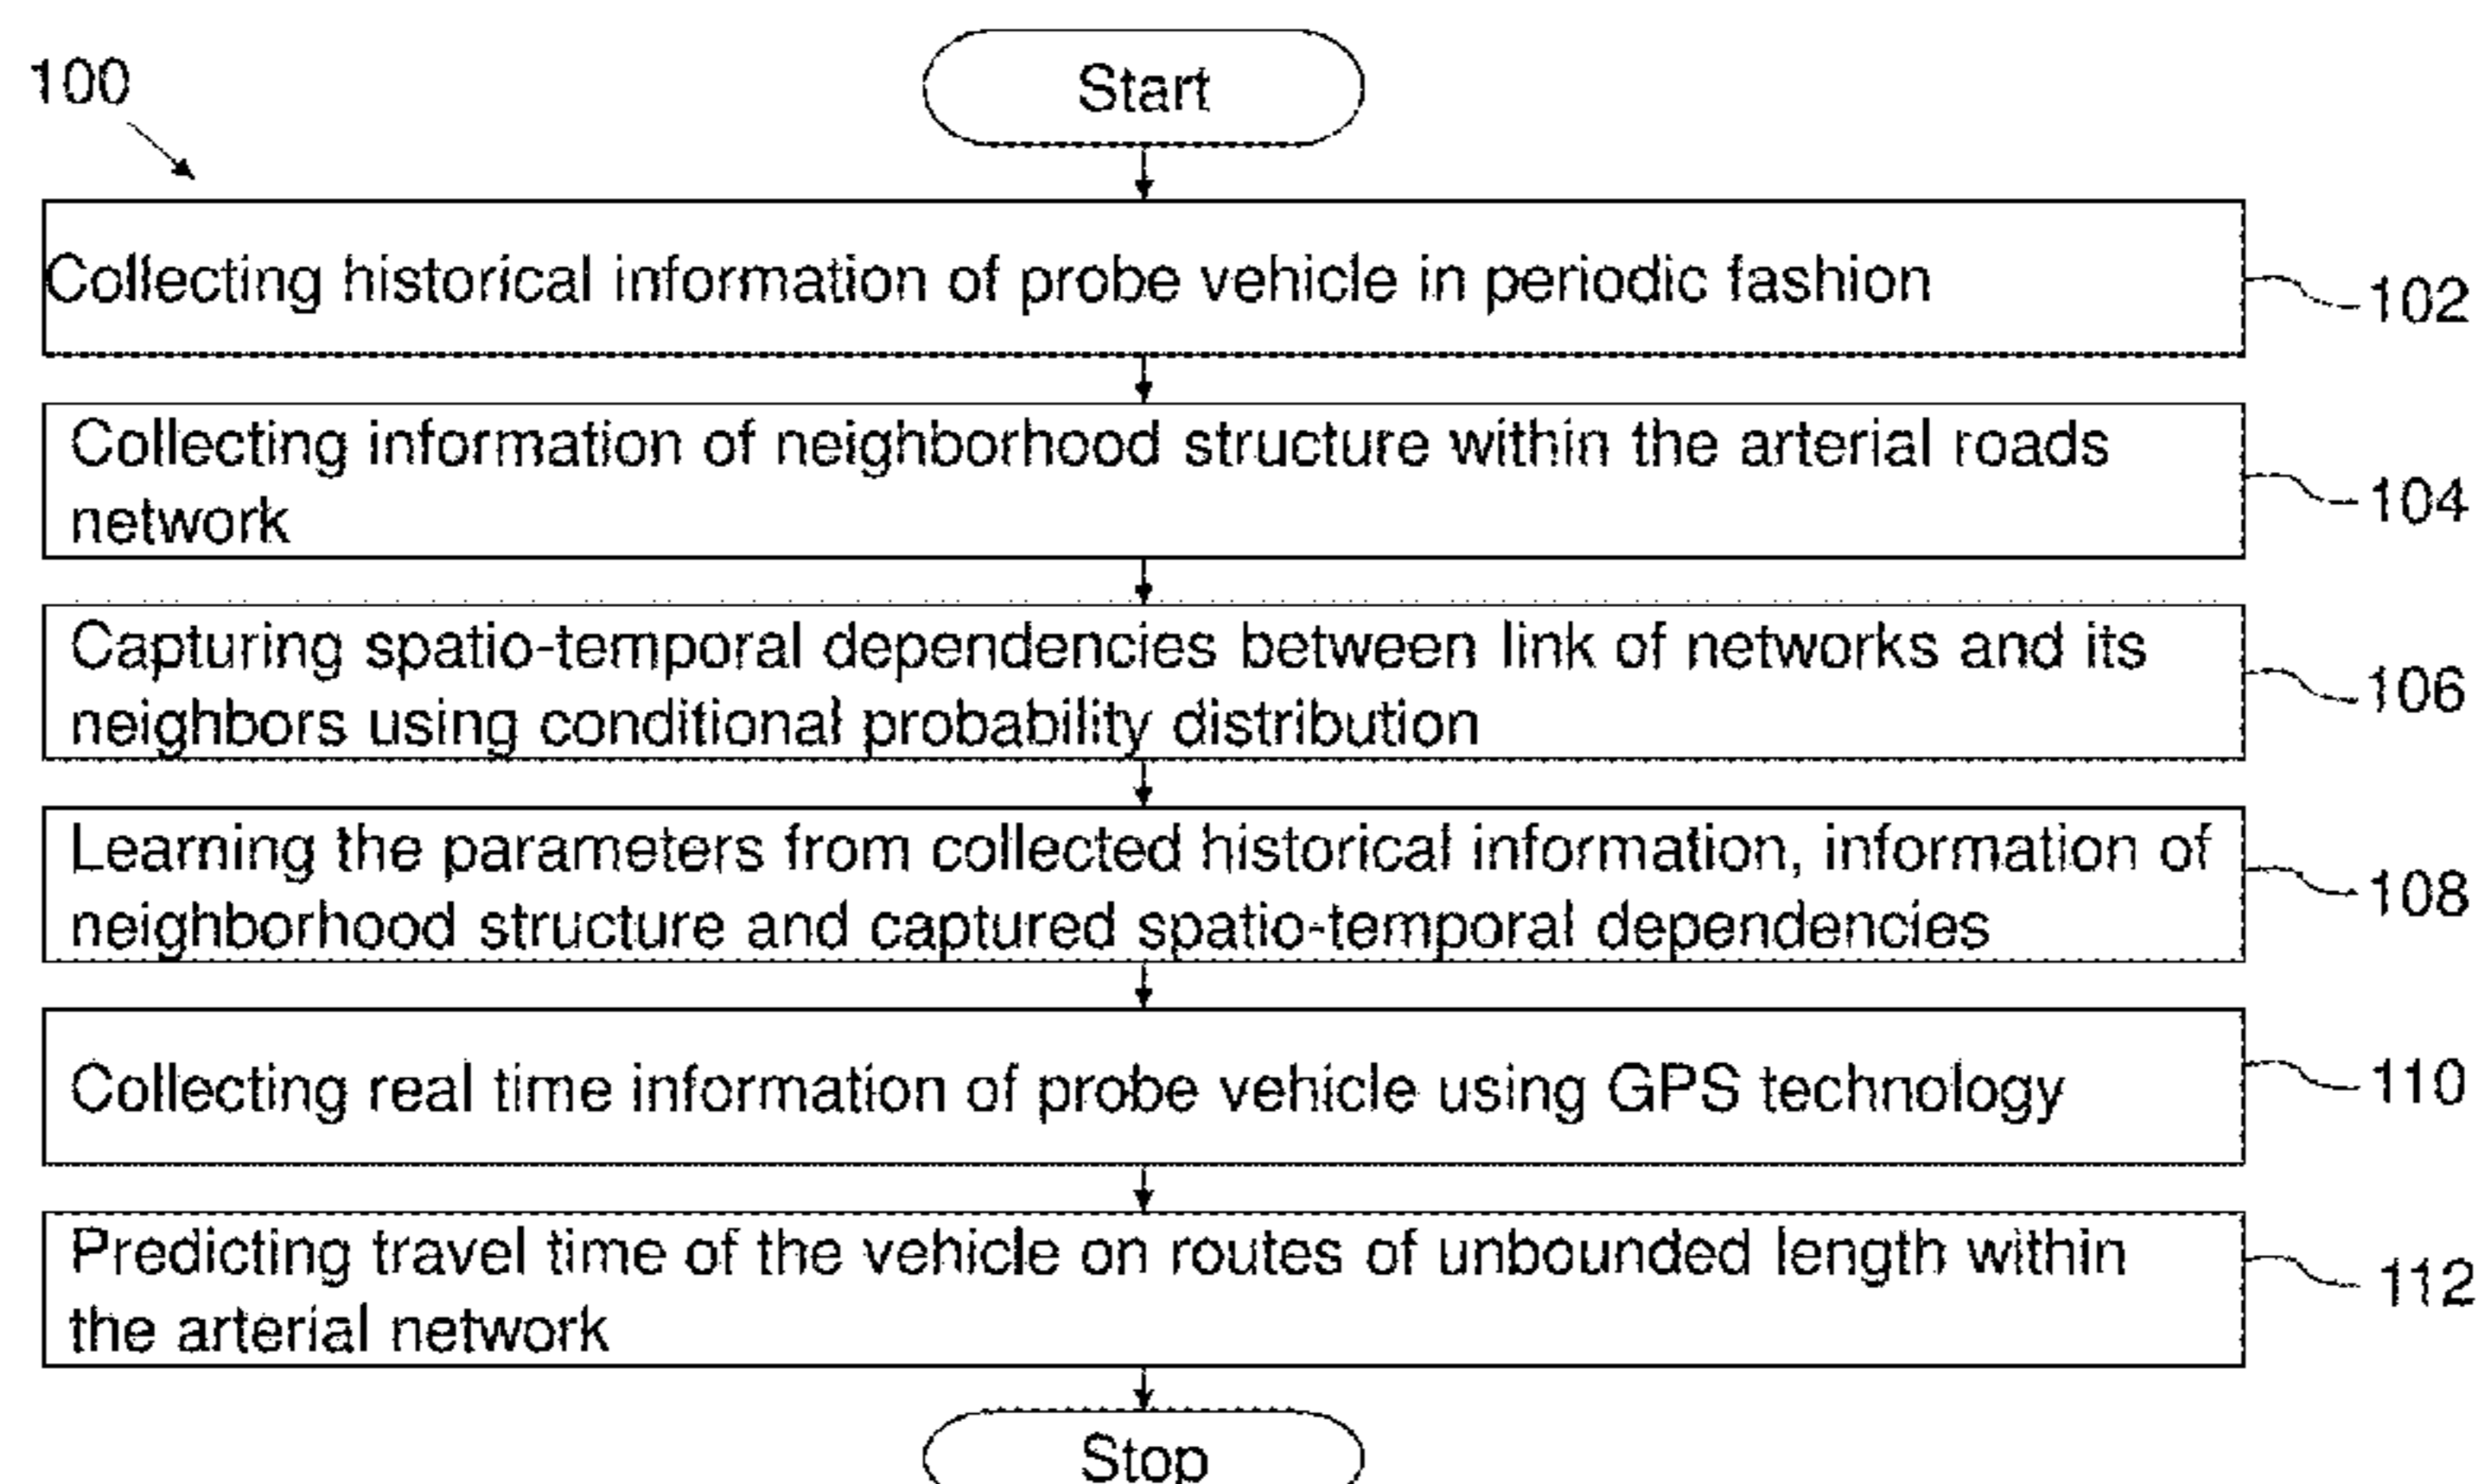 100
Start
Collecting historical information of probe vehicle in periodic fashion
102
Collecting information of neighborhood structure within the arterial roads
network
104
Capturing spatio-temporal dependencies between link of networks and its
neighbors using conditional probability distribution
106
Learning the parameters from collected historical information, information of
neighborhood structure and captured spatio-temporal dependencies
108
Collecting real time information of probe vehicle using GPS technology
110
Predicting travel time of the vehicle on routes of unbounded length within
the arterial network
112
Stop